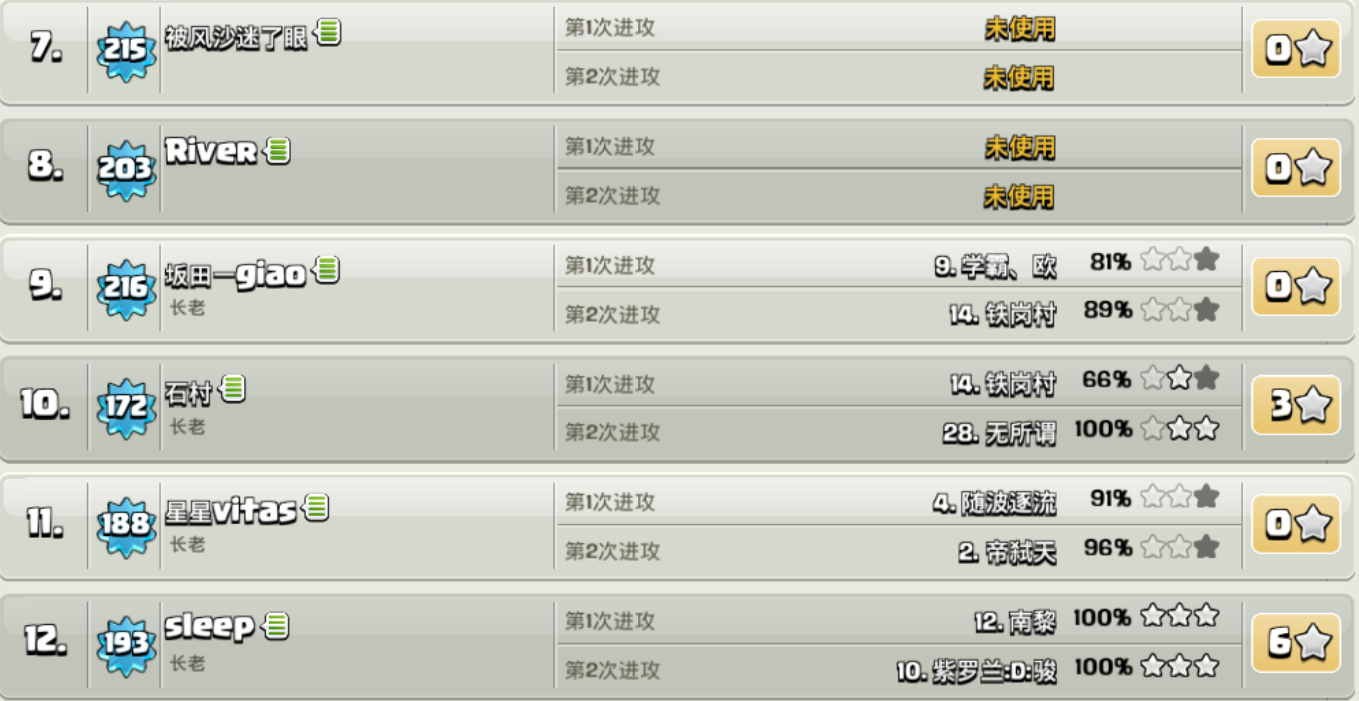 7. 215 被风沙迷了眼 第1次进攻 未使用 0
第2次进攻 未使用
8. 203 River 第1次进攻 未使用 0
第2次进攻 未使用
9. 216 坂田一giao 第1次进攻 9. 学霸、欧 81% 0
长老 第2次进攻 14. 铁岗村 89%
10. 172 石村 第1次进攻 14. 铁岗村 66% 3
长老 第2次进攻 28. 无所谓 100%
11. 188 星星vitas 第1次进攻 4. 随波逐流 91% 0
长老 第2次进攻 2. 帝弑天 96%
12. 193 sleep 第1次进攻 12. 南黎 100% 6
长老 第2次进攻 10. 紫罗兰:D:骏 100%